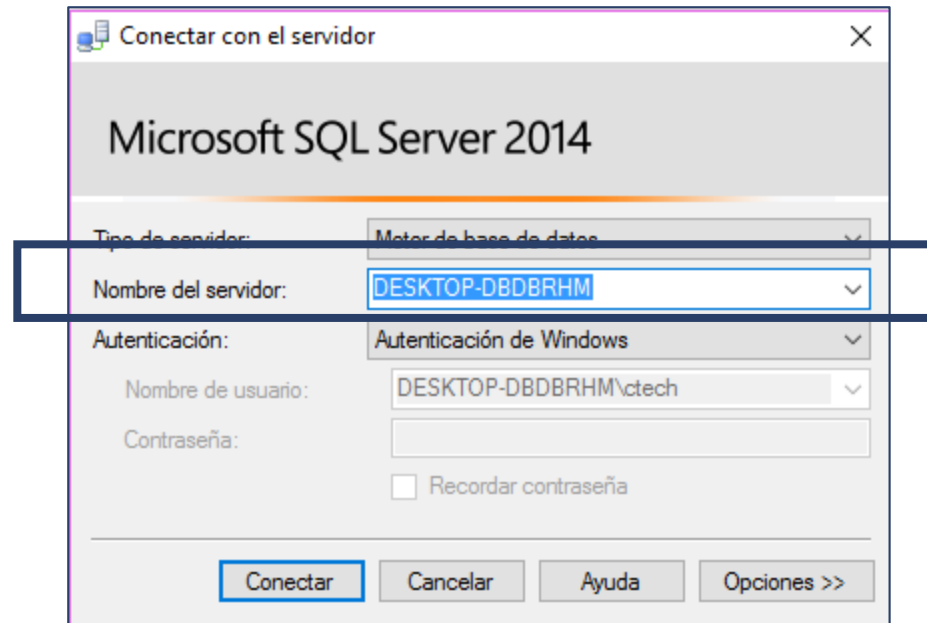 Conectar con el servidor
Microsoft SQL Server 2014
Tipo de servidor: Motor de base de datos
Nombre del servidor: DESKTOP-DBDBRHM
Autenticación: Autenticación de Windows
Nombre de usuario: DESKTOP-DBDBRHM\ctech
Contraseña:
Recordar contraseña
Conectar Cancelar Ayuda Opciones >>